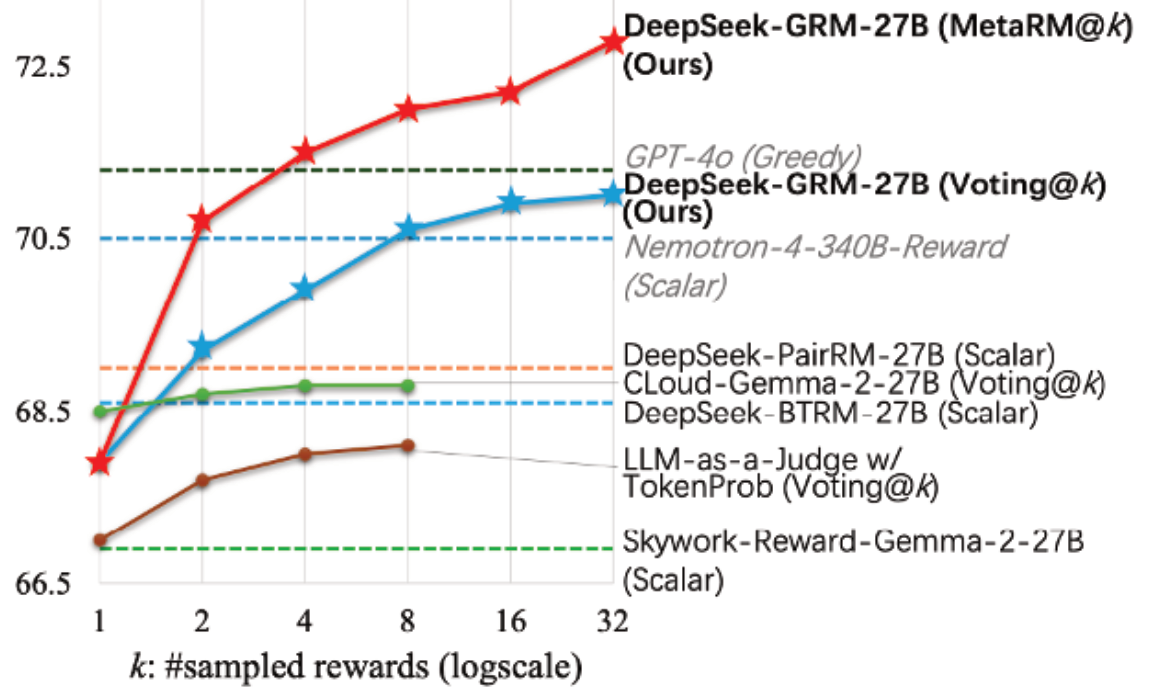 DeepSeek-GRM-27B (MetaRM@k)
(Ours)
72.5
GPT-4o (Greedy)
DeepSeek-GRM-27B (Voting@k)
(Ours)
70.5
Nemotron-4-340B-Reward
(Scalar)
DeepSeek-PairRM-27B (Scalar)
CLoud-Gemma-2-27B (Voting@k)
68.5
DeepSeek-BTRM-27B (Scalar)
LLM-as-a-Judge w/
TokenProb (Voting@k)
Skywork-Reward-Gemma-2-27B
(Scalar)
66.5
1 2 4 8 16 32
k: #sampled rewards (logscale)